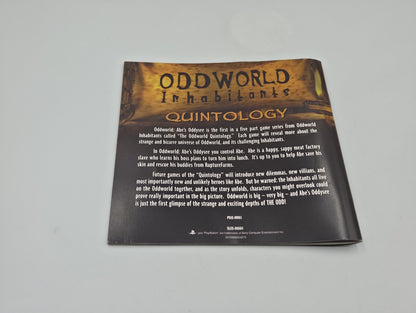 ODDWORLD
Inhabitants
QUINTOLOGY
Oddworld: Abe's Oddysee is the first in a five part game series from Oddworld
Inhabitants called "The Oddworld Quintology." Each game will reveal more about the
strange and bizarre universe of Oddworld, and its challenging Inhabitants.
In Oddworld: Abe's Oddysee you control Abe. Abe is a happy, sappy meat factory
slave who learns his boss plans to turn him into lunch. It's up to you to help Abe save his
skin and rescue his buddies from RuptureFarms.
Future games of the "Quintology" will introduce new dilemmas, new villains, and
most importantly new and unlikely heroes like Abe. But be warned: the Inhabitants all live
on the Oddworld together, and as the story unfolds, characters you might overlook could
prove really important in the big picture. Oddworld is big – very big – and Abe's Oddysee
is just the first glimpse of the strange and exciting depths of THE ODD!